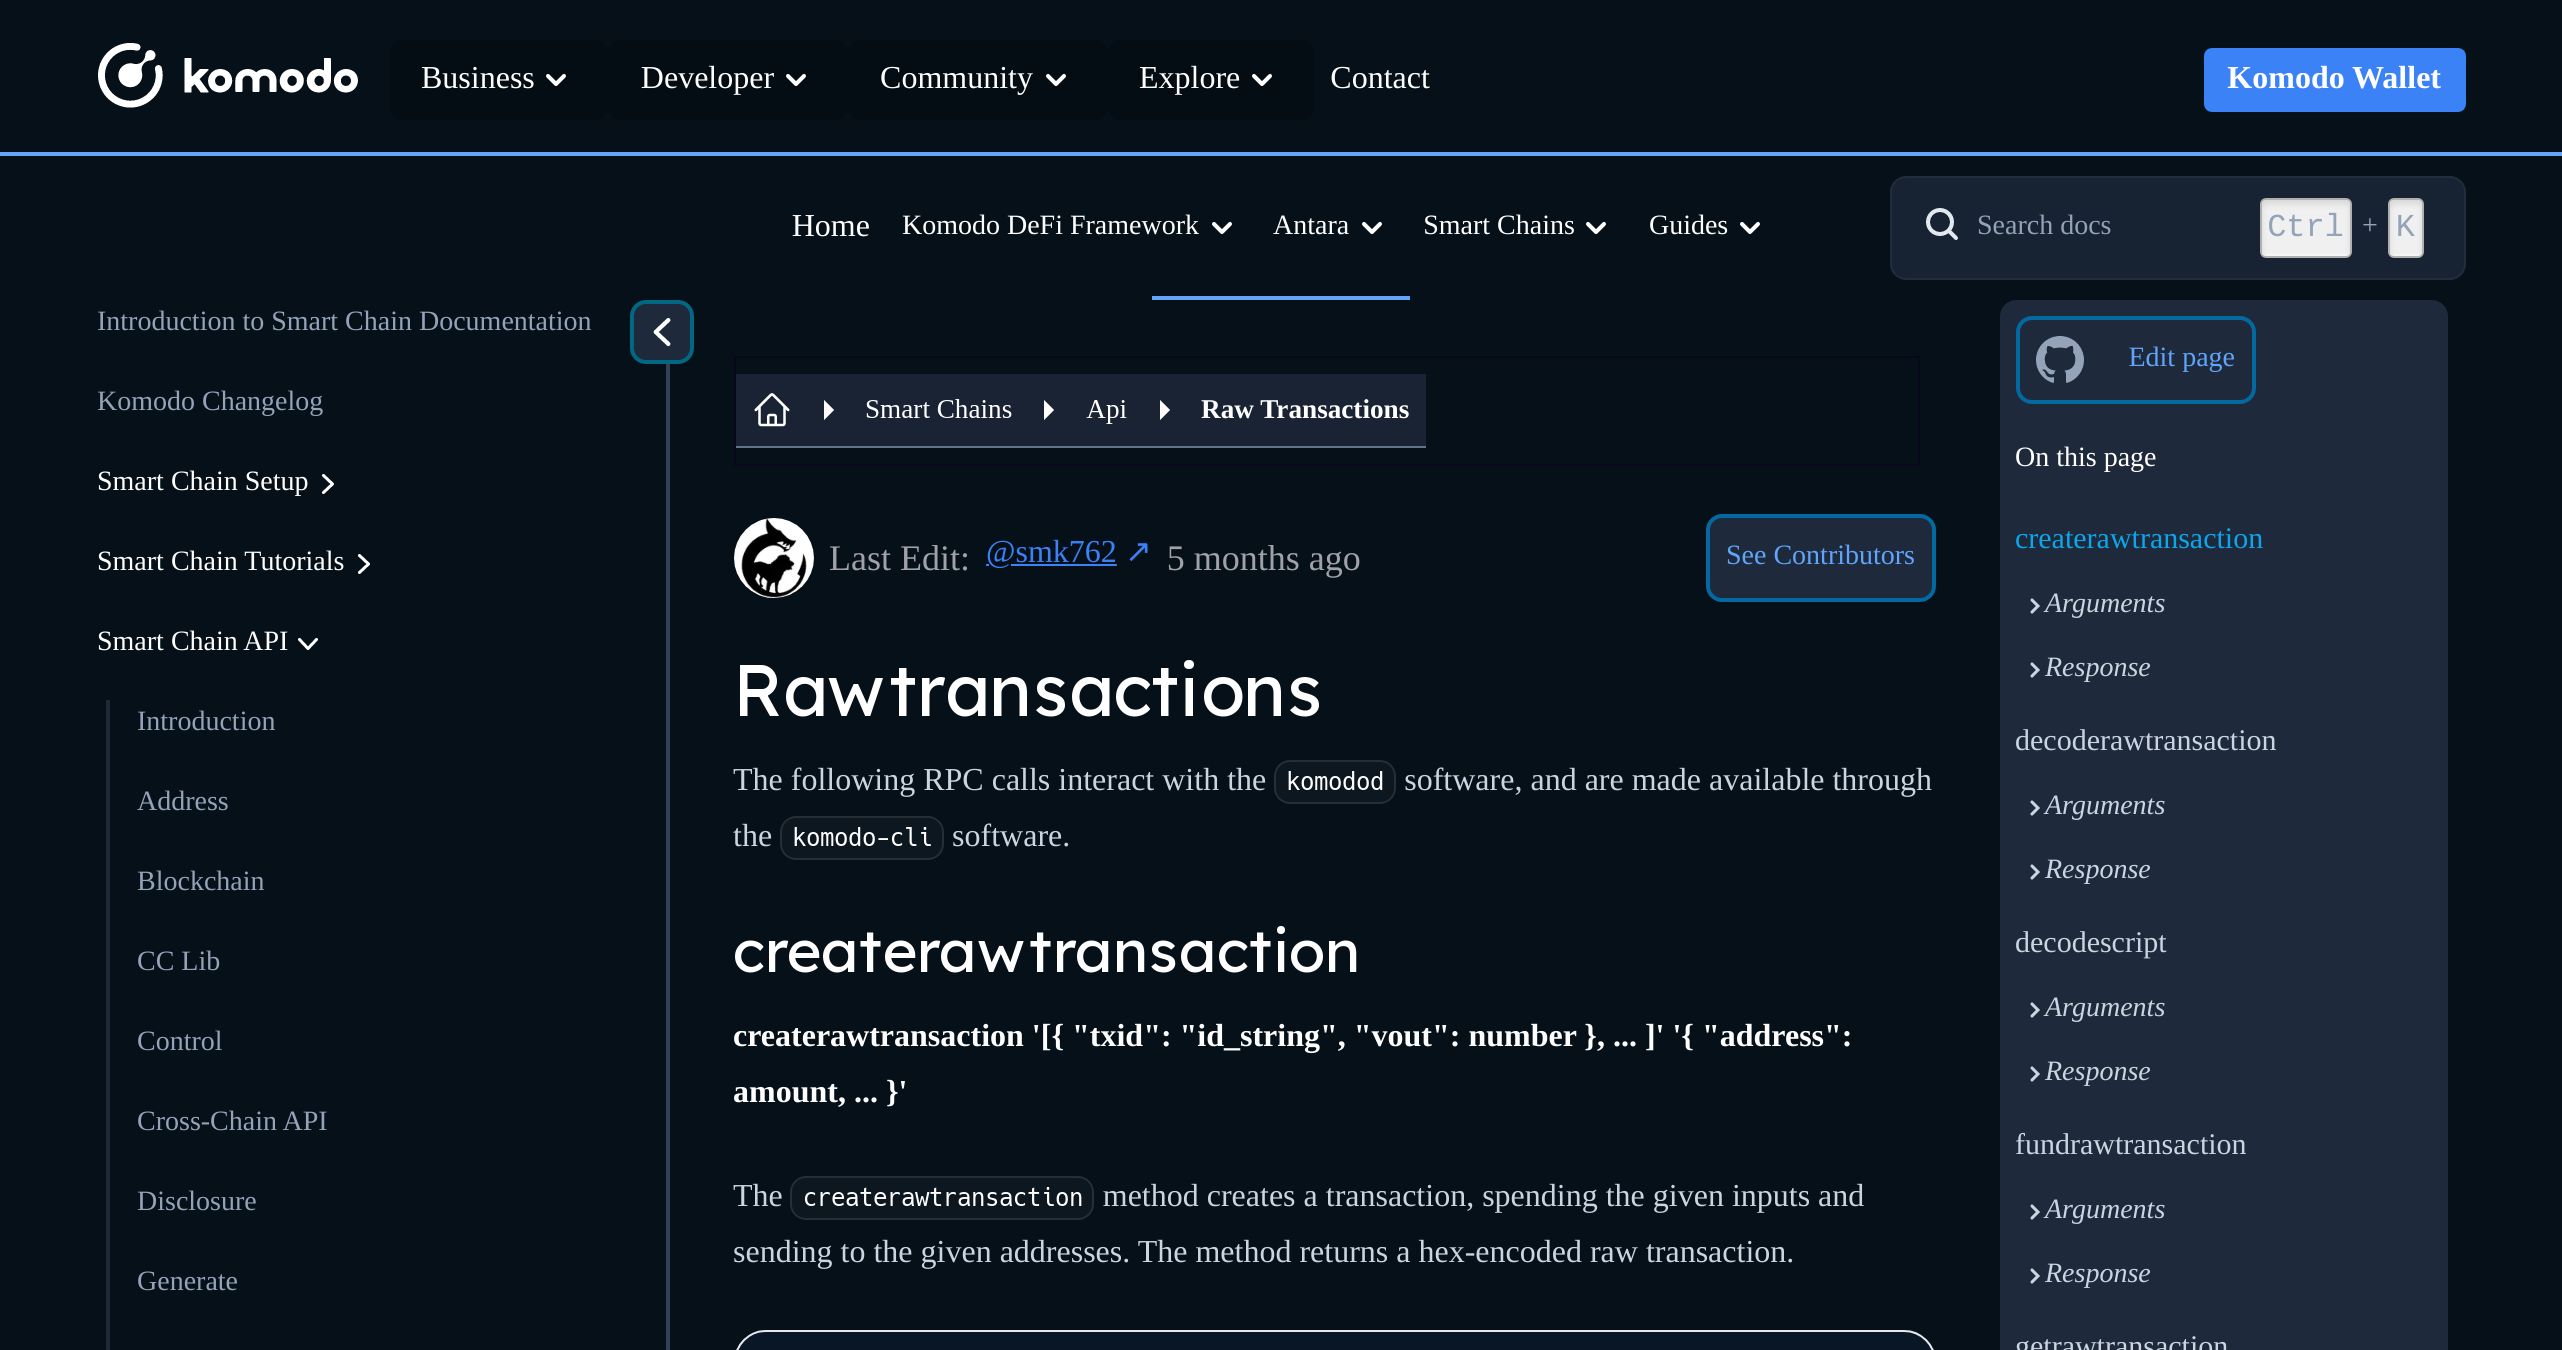 komodo
Business
Developer
Community
Explore
Contact
Komodo Wallet
Home
Komodo DeFi Framework
Antara
Smart Chains
Guides
Search docs
Ctrl + K
Introduction to Smart Chain Documentation
Komodo Changelog
Smart Chain Setup
Smart Chain Tutorials
Smart Chain API
Introduction
Address
Blockchain
CC Lib
Control
Cross-Chain API
Disclosure
Generate
Smart Chains
Api
Raw Transactions
Last Edit: @smk762 ↗ 5 months ago
See Contributors
Rawtransactions
The following RPC calls interact with the komodod software, and are made available through
the komodo-cli software.
createrawtransaction
createrawtransaction '[{ "txid": "id_string", "vout": number }, ... ]' '{ "address":
amount, ... }'
The createrawtransaction method creates a transaction, spending the given inputs and
sending to the given addresses. The method returns a hex-encoded raw transaction.
Edit page
On this page
createrawtransaction
Arguments
Response
decoderawtransaction
Arguments
Response
decodescript
Arguments
Response
fundrawtransaction
Arguments
Response
getrawtransaction